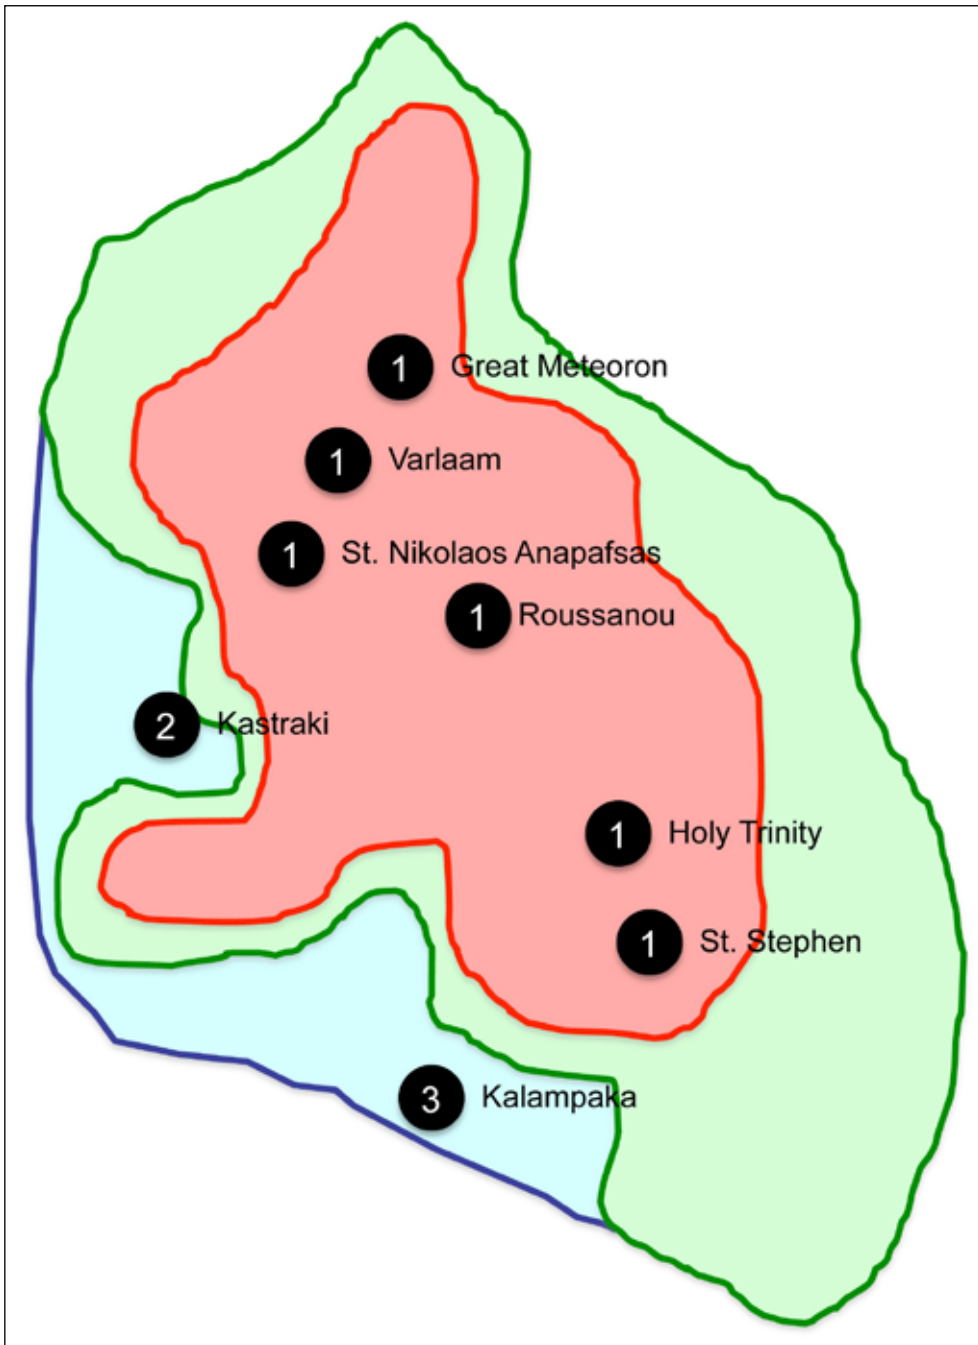 1 Great Meteoron
1 Varlaam
1 St. Nikolaos Anapafsas
1 Roussanou
2 Kastraki
1 Holy Trinity
1 St. Stephen
3 Kalampaka